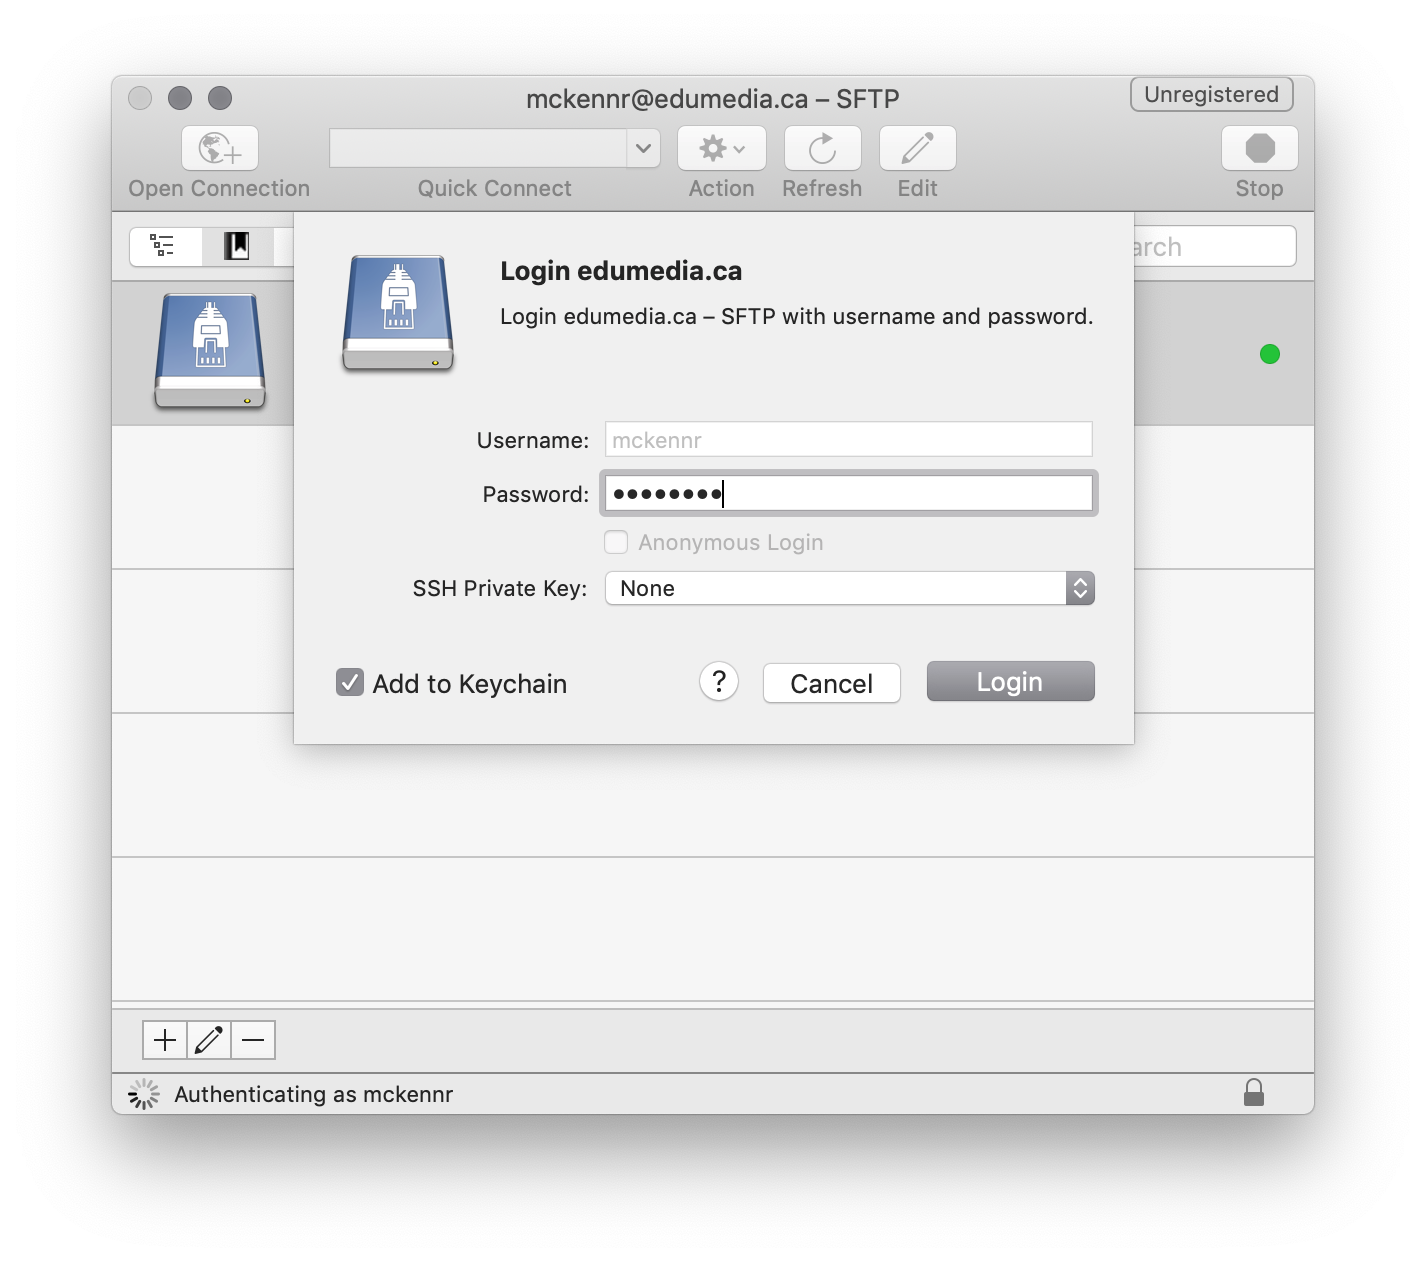 mckennr@edumedia.ca – SFTP
Unregistered
Open Connection
Quick Connect
Action
Refresh
Edit
Stop
arch
Login edumedia.ca
Login edumedia.ca – SFTP with username and password.
Username: mckennr
Password: ••••••••
Anonymous Login
SSH Private Key: None
Add to Keychain
? Cancel Login
Authenticating as mckennr